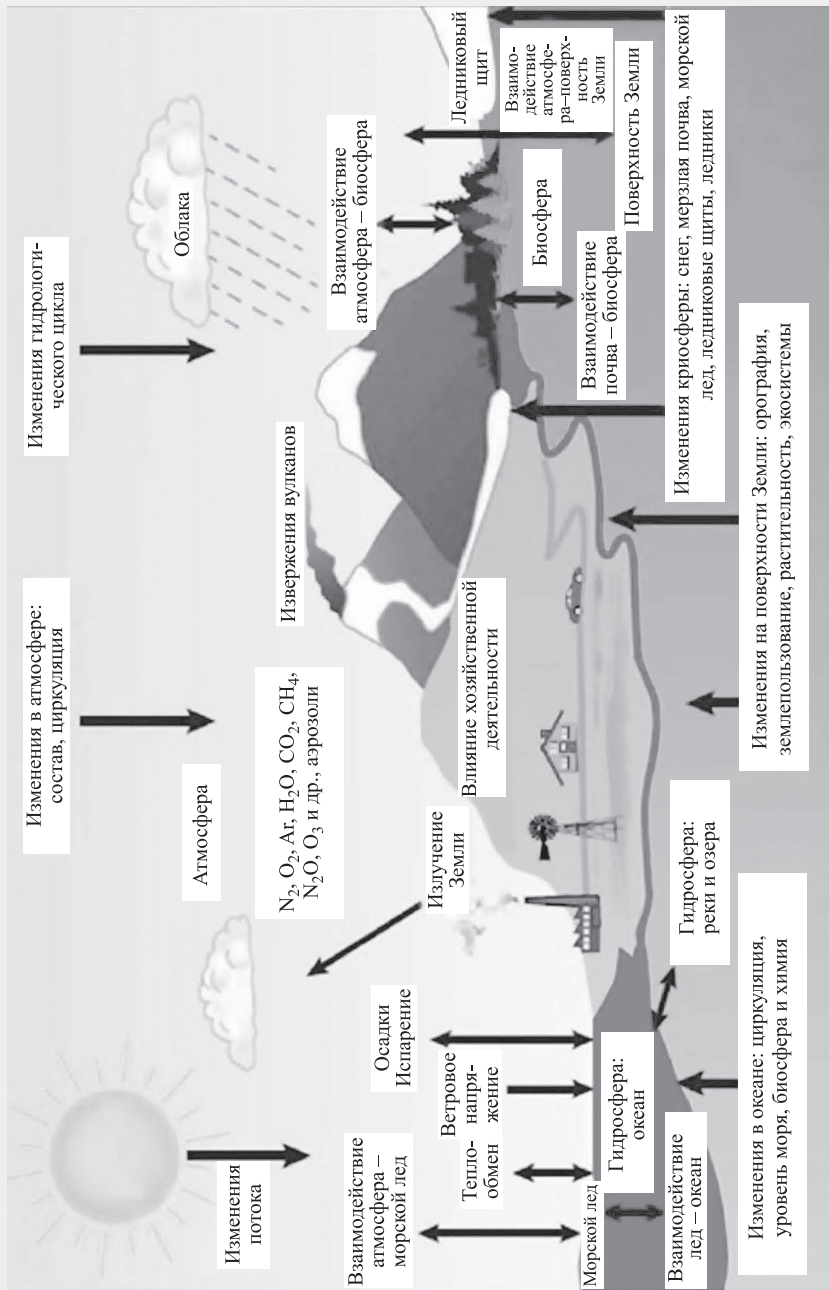 Изменения в атмосфере:
состав, циркуляция
Изменения гидрологи-
ческого цикла
Атмосфера
Облака
Изменения
потока
N₂, O₂, Ar, H₂O, CO₂, CH₄,
N₂O, O₃ и др., аэрозоли
Извержения вулканов
Взаимодействие
атмосфера – биосфера
Взаимодействие
атмосфера –
морской лед
Осадки
Испарение
Излучение
Земли
Ледниковый
щит
Тепло-
обмен
Ветровое
напря-
жение
Влияние хозяйственной
деятельности
Взаимо-
действие
атмосфе-
ра–поверх-
ность
Земли
Биосфера
Морской лед
Гидросфера:
океан
Взаимодействие
почва – биосфера
Поверхность Земли
Взаимодействие
лед – океан
Гидросфера:
реки и озера
Изменения криосферы: снег, мерзлая почва, морской
лед, ледниковые щиты, ледники
Изменения в океане: циркуляция,
уровень моря, биосфера и химия
Изменения на поверхности Земли: орография,
землепользование, растительность, экосистемы